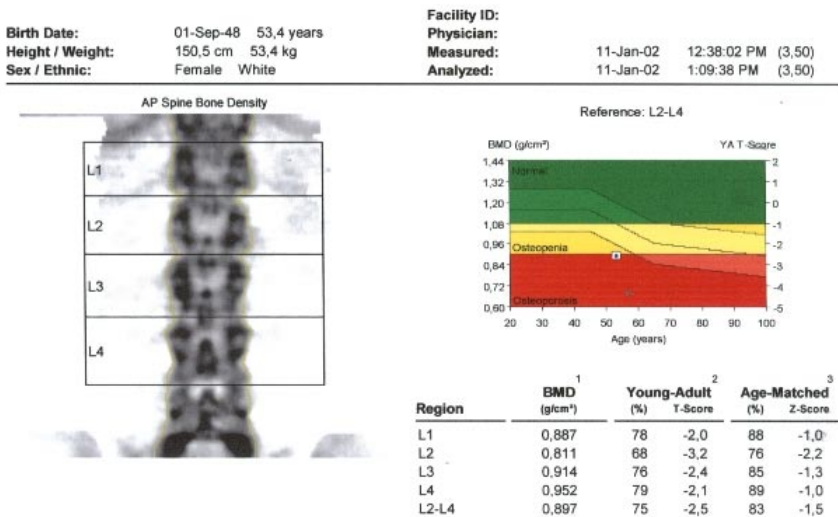 Facility ID:
Birth Date: 01-Sep-48 53,4 years Physician:
Height / Weight: 150,5 cm 53,4 kg Measured: 11-Jan-02 12:38:02 PM (3,50)
Sex / Ethnic: Female White Analyzed: 11-Jan-02 1:09:38 PM (3,50)
AP Spine Bone Density
L1
L2
L3
L4
Reference: L2-L4
BMD (g/cm²) YA T-Score
1,44 2
1,32 1
1,20 0
1,08 -1
0,96 -2
0,84 -3
0,72 -4
0,60 -5
Normal
Osteopenia
Osteoporosis
20 30 40 50 60 70 80 90 100
Age (years)
BMD 1 Young-Adult 2 Age-Matched 3
Region (g/cm²) (%) T-Score (%) Z-Score
L1 0,887 78 -2,0 88 -1,0
L2 0,811 68 -3,2 76 -2,2
L3 0,914 76 -2,4 85 -1,3
L4 0,952 79 -2,1 89 -1,0
L2-L4 0,897 75 -2,5 83 -1,5